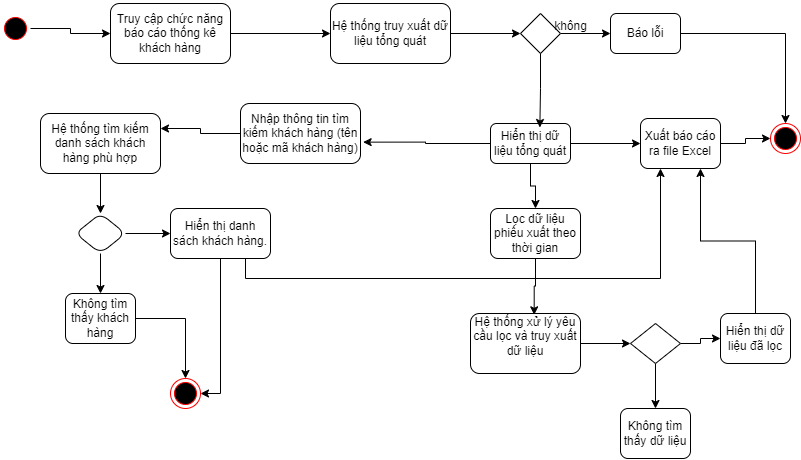 Truy cập chức năng
báo cáo thống kê
khách hàng
Hệ thống truy xuất dữ
liệu tổng quát
không
Báo lỗi
Hệ thống tìm kiếm
danh sách khách
hàng phù hợp
Nhập thông tin tìm
kiếm khách hàng (tên
hoặc mã khách hàng)
Hiển thị dữ
liệu tổng quát
Xuất báo cáo
ra file Excel
Hiển thị danh
sách khách hàng.
Lọc dữ liệu
phiếu xuất theo
thời gian
Không tìm
thấy khách
hàng
Hệ thống xử lý yêu
cầu lọc và truy xuất
dữ liệu
Hiển thị dữ
liệu đã lọc
Không tìm
thấy dữ liệu